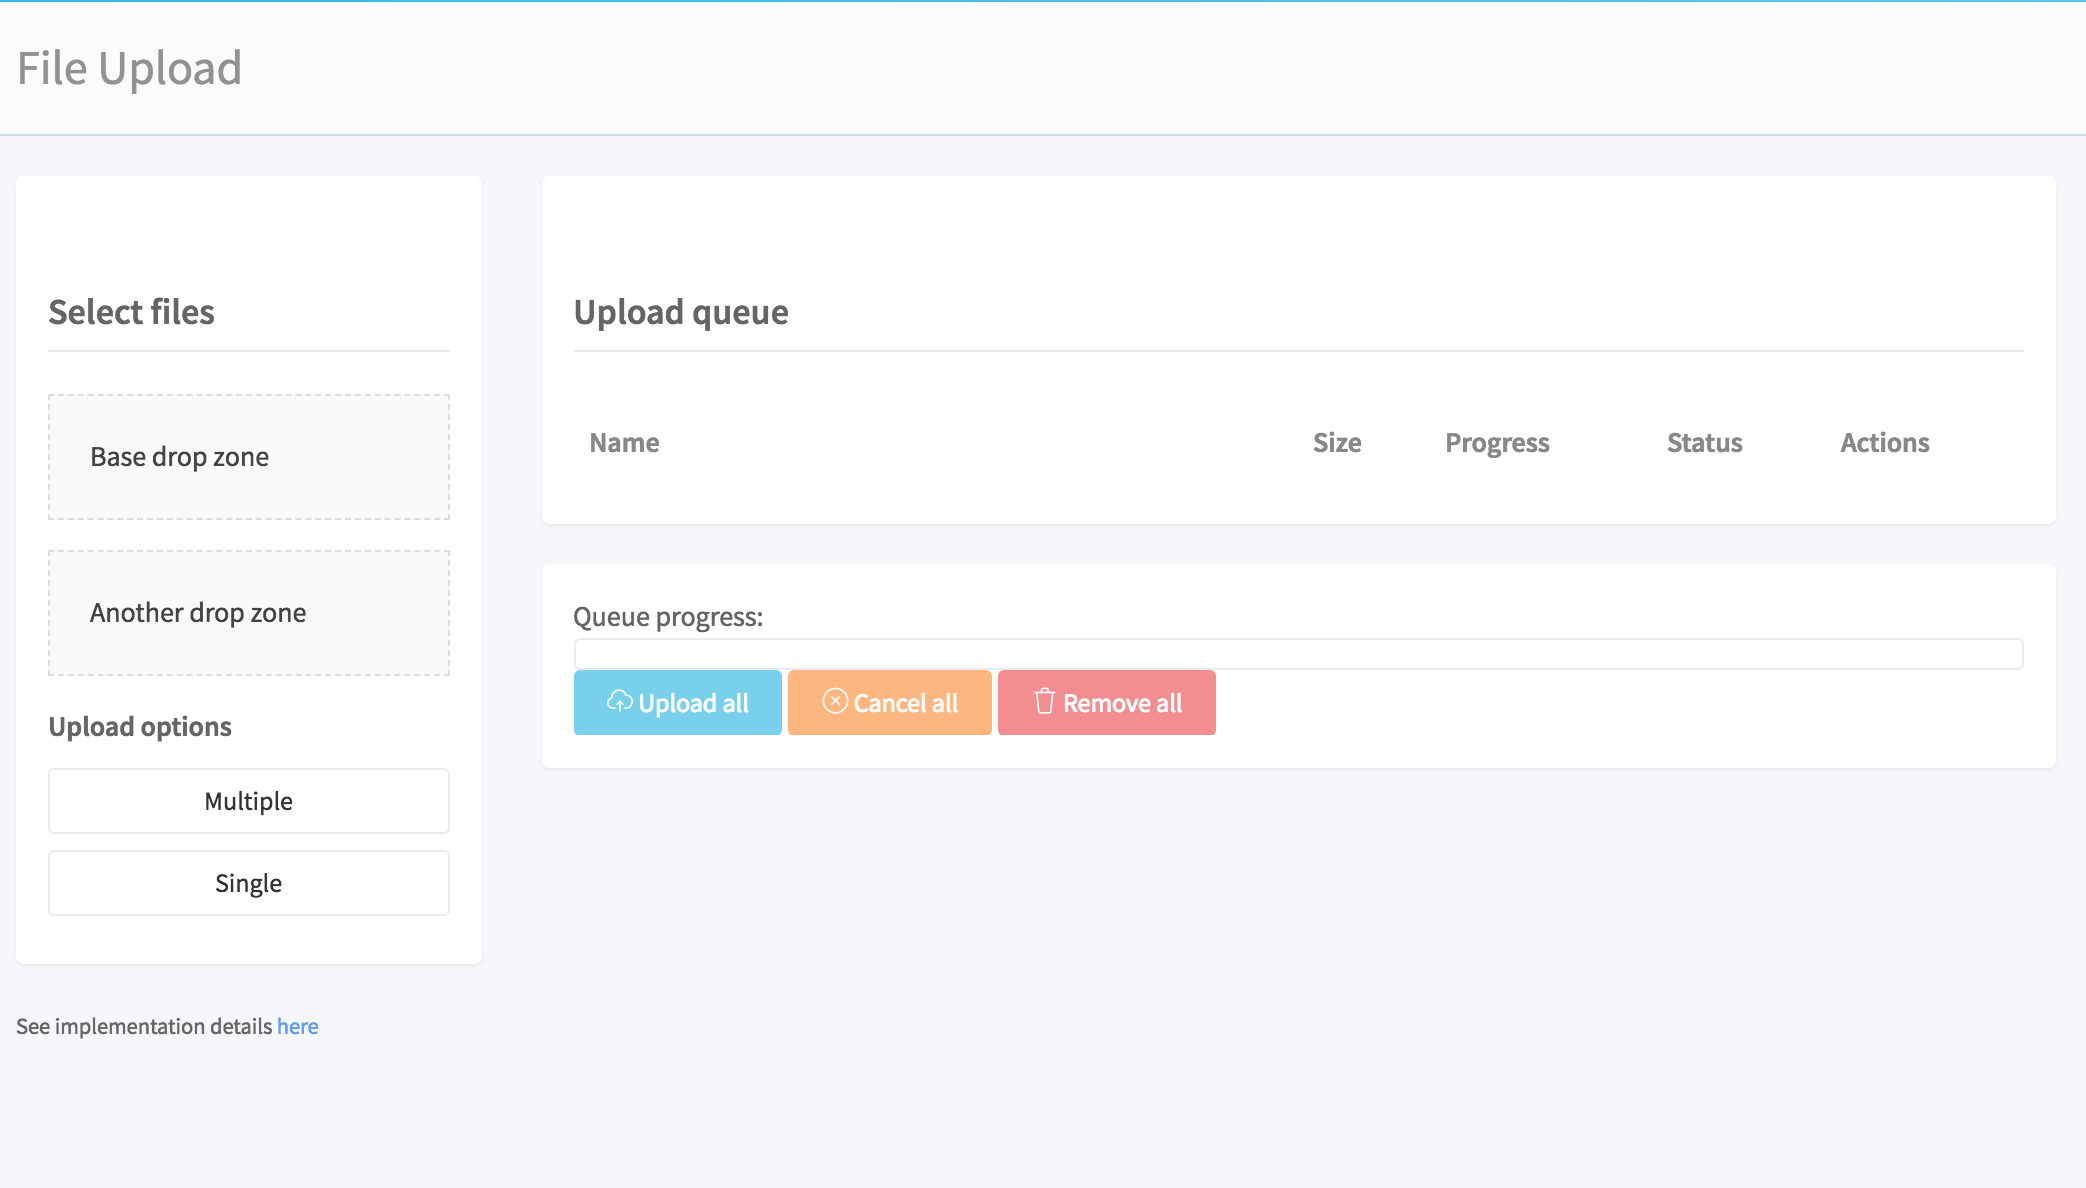 File Upload
Select files
Base drop zone
Another drop zone
Upload options
Multiple
Single
See implementation details here
Upload queue
Name Size Progress Status Actions
Queue progress:
Upload all Cancel all Remove all